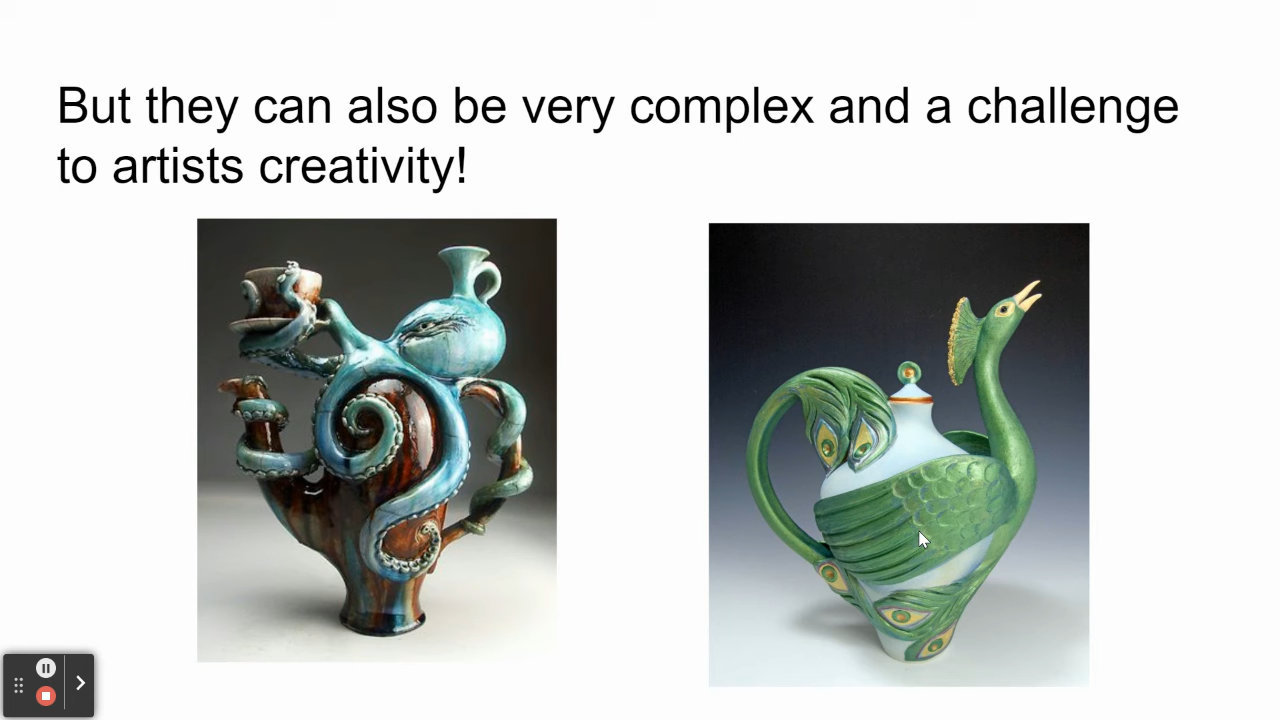 But they can also be very complex and a challenge
to artists creativity!